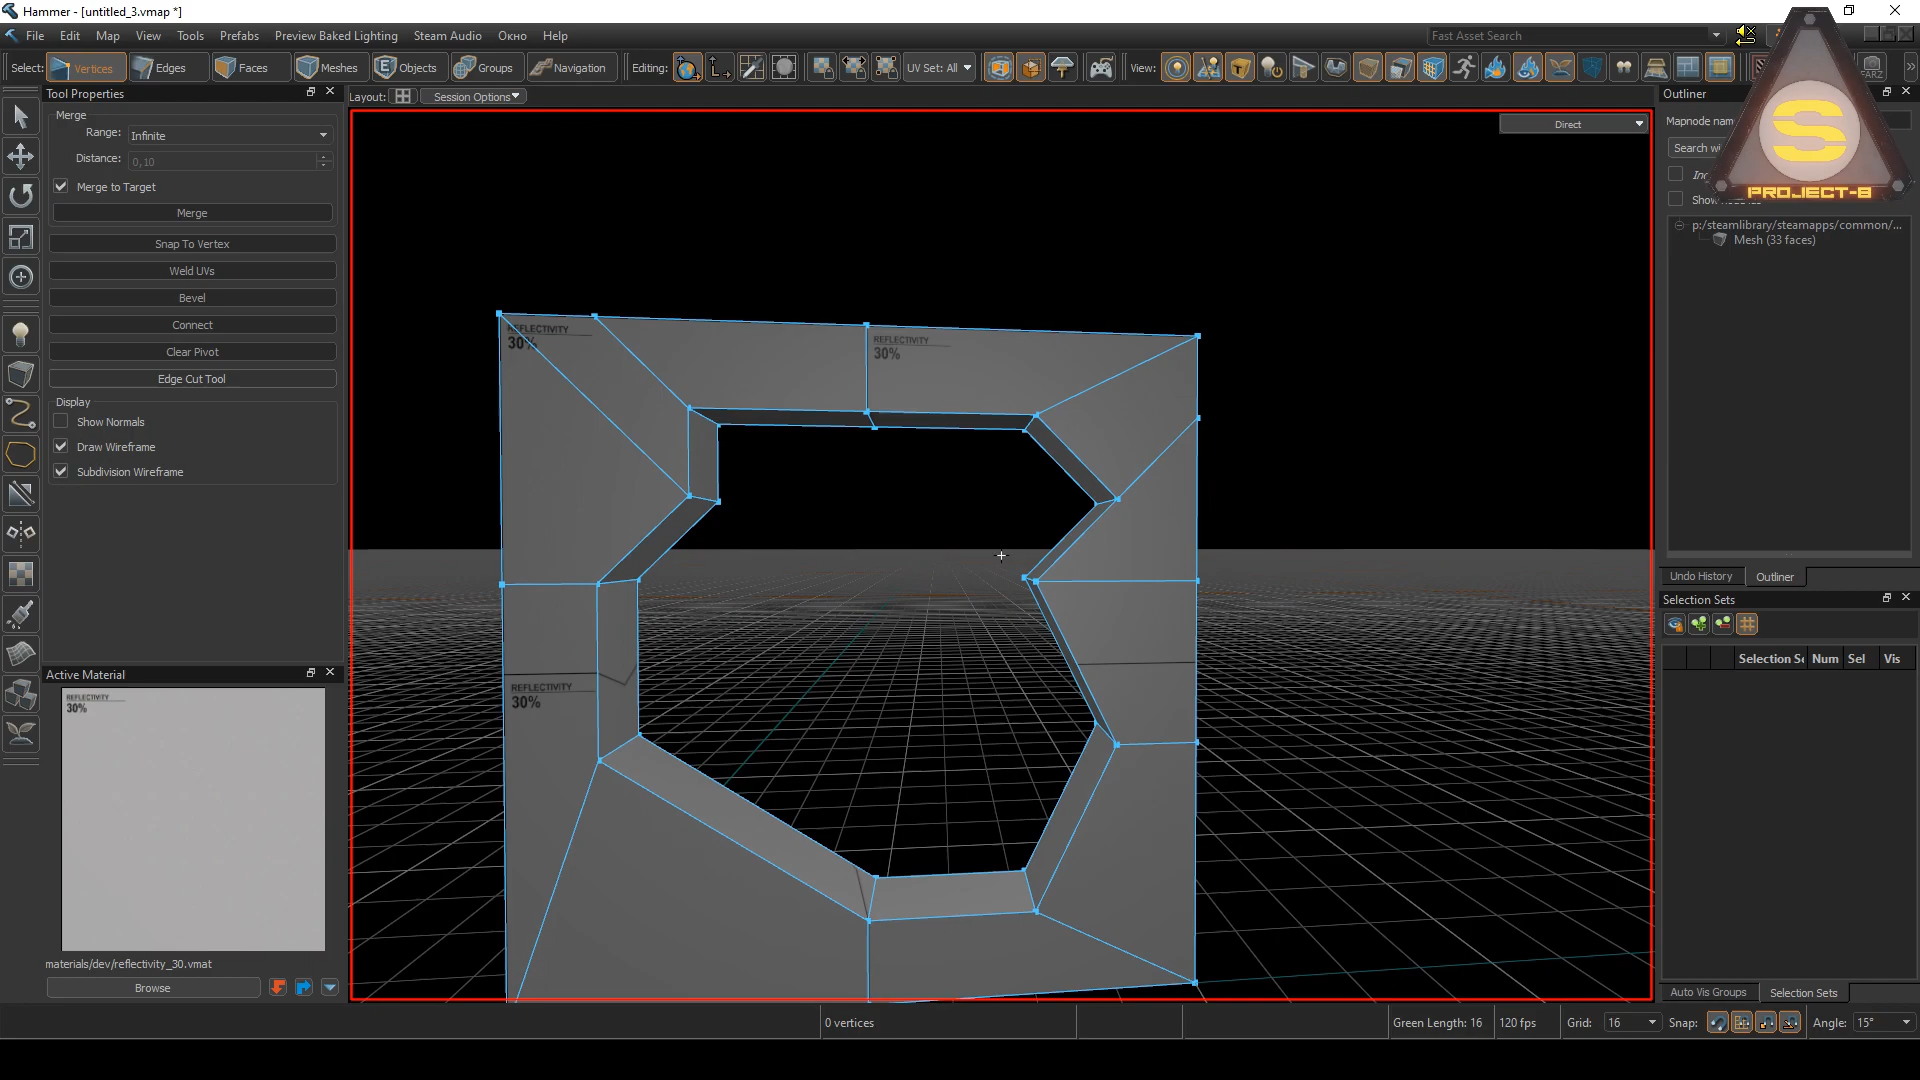 Hammer - [untitled_3.vmap *]
File Edit Map View Tools Prefabs Preview Baked Lighting Steam Audio Окно Help
Fast Asset Search
Select: Vertices Edges Faces Meshes Objects Groups Navigation Editing: UV Set: All View:
Tool Properties
Layout: Session Options
Outliner
Merge
Range: Infinite
Distance: 0,10
Merge to Target
Merge
Snap To Vertex
Weld UVs
Bevel
Connect
Clear Pivot
Edge Cut Tool
Display
Show Normals
Draw Wireframe
Subdivision Wireframe
Direct
Mapnode
Search
Show
PROJECT-8
p:/steamlibrary/steamapps/common/...
Mesh (33 faces)
REFLECTIVITY
30%
REFLECTIVITY
30%
REFLECTIVITY
30%
Undo History Outliner
Selection Sets
Selection Num Sel Vis
Active Material
REFLECTIVITY
30%
materials/dev/reflectivity_30.vmat
Browse
Auto Vis Groups Selection Sets
0 vertices Green Length: 16 120 fps Grid: 16 Snap: Angle: 15°